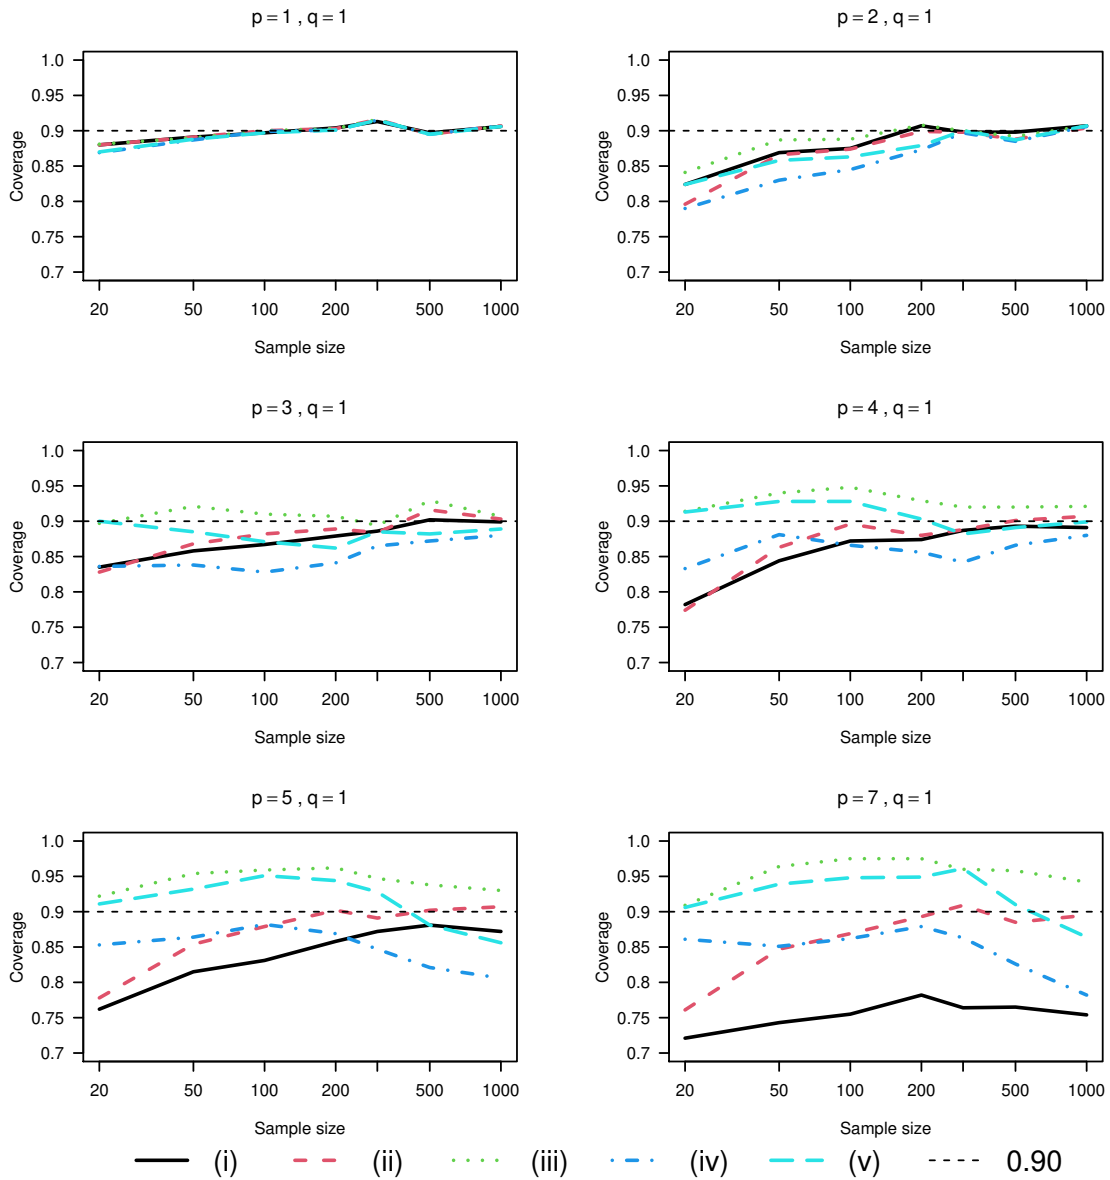 p = 1 , q = 1
1.0
0.95
0.9
0.85
0.8
0.75
0.7
Coverage
20 50 100 200 500 1000
Sample size
p = 2 , q = 1
1.0
0.95
0.9
0.85
0.8
0.75
0.7
Coverage
20 50 100 200 500 1000
Sample size
p = 3 , q = 1
1.0
0.95
0.9
0.85
0.8
0.75
0.7
Coverage
20 50 100 200 500 1000
Sample size
p = 4 , q = 1
1.0
0.95
0.9
0.85
0.8
0.75
0.7
Coverage
20 50 100 200 500 1000
Sample size
p = 5 , q = 1
1.0
0.95
0.9
0.85
0.8
0.75
0.7
Coverage
20 50 100 200 500 1000
Sample size
p = 7 , q = 1
1.0
0.95
0.9
0.85
0.8
0.75
0.7
Coverage
20 50 100 200 500 1000
Sample size
(i) (ii) (iii) (iv) (v) 0.90